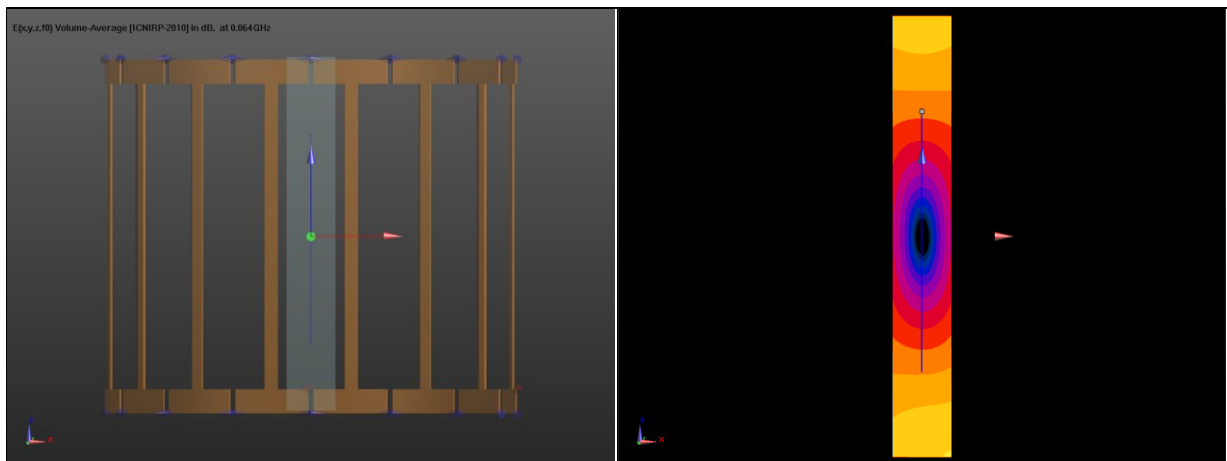 E(x,y,z,f0) Volume-Average [ICNIRP-2010] in dB, at 0.064GHz
x
x